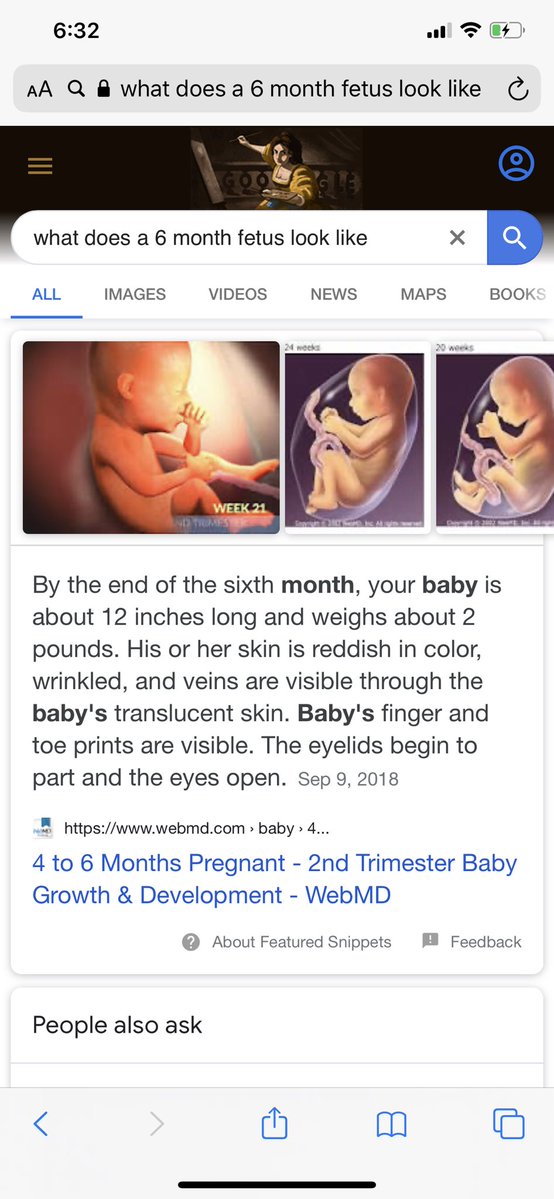 6:32
AA what does a 6 month fetus look like
GOOGLE
what does a 6 month fetus look like
ALL IMAGES VIDEOS NEWS MAPS BOOKS
WEEK 21
ND TRIMESTER
24 weeks
20 weeks
By the end of the sixth month, your baby is
about 12 inches long and weighs about 2
pounds. His or her skin is reddish in color,
wrinkled, and veins are visible through the
baby's translucent skin. Baby's finger and
toe prints are visible. The eyelids begin to
part and the eyes open. Sep 9, 2018
https://www.webmd.com › baby › 4...
4 to 6 Months Pregnant - 2nd Trimester Baby
Growth & Development - WebMD
About Featured Snippets Feedback
People also ask